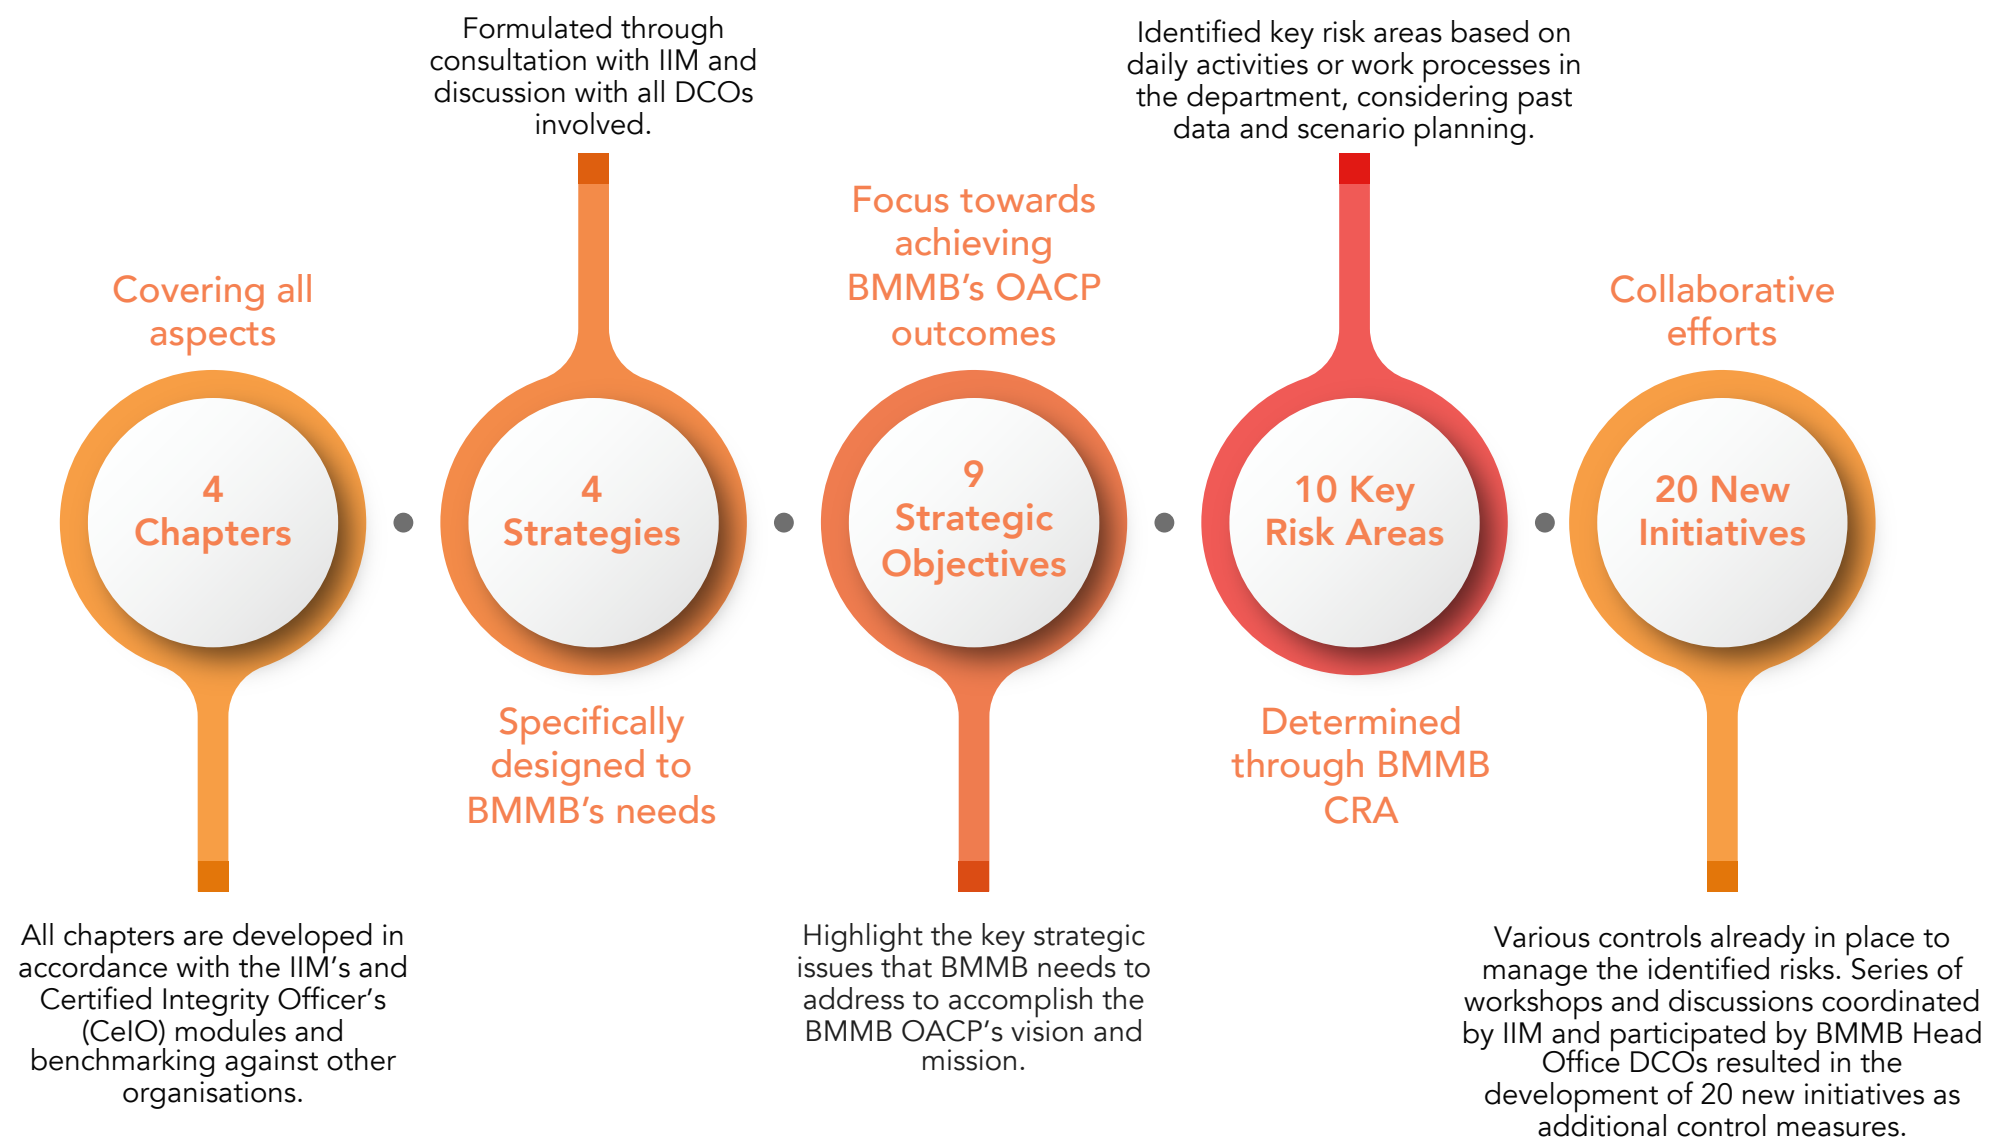 Covering all
aspects
4
Chapters
All chapters are developed in
accordance with the IIM's and
Certified Integrity Officer's
(CeIO) modules and
benchmarking against other
organisations.
Formulated through
consultation with IIM and
discussion with all DCOs
involved.
4
Strategies
Specifically
designed to
BMMB's needs
Focus towards
achieving
BMMB's OACP
outcomes
9
Strategic
Objectives
Highlight the key strategic
issues that BMMB needs to
address to accomplish the
BMMB OACP's vision and
mission.
Identified key risk areas based on
daily activities or work processes in
the department, considering past
data and scenario planning.
10 Key
Risk Areas
Determined
through BMMB
CRA
Collaborative
efforts
20 New
Initiatives
Various controls already in place to
manage the identified risks. Series of
workshops and discussions coordinated
by IIM and participated by BMMB Head
Office DCOs resulted in the
development of 20 new initiatives as
additional control measures.